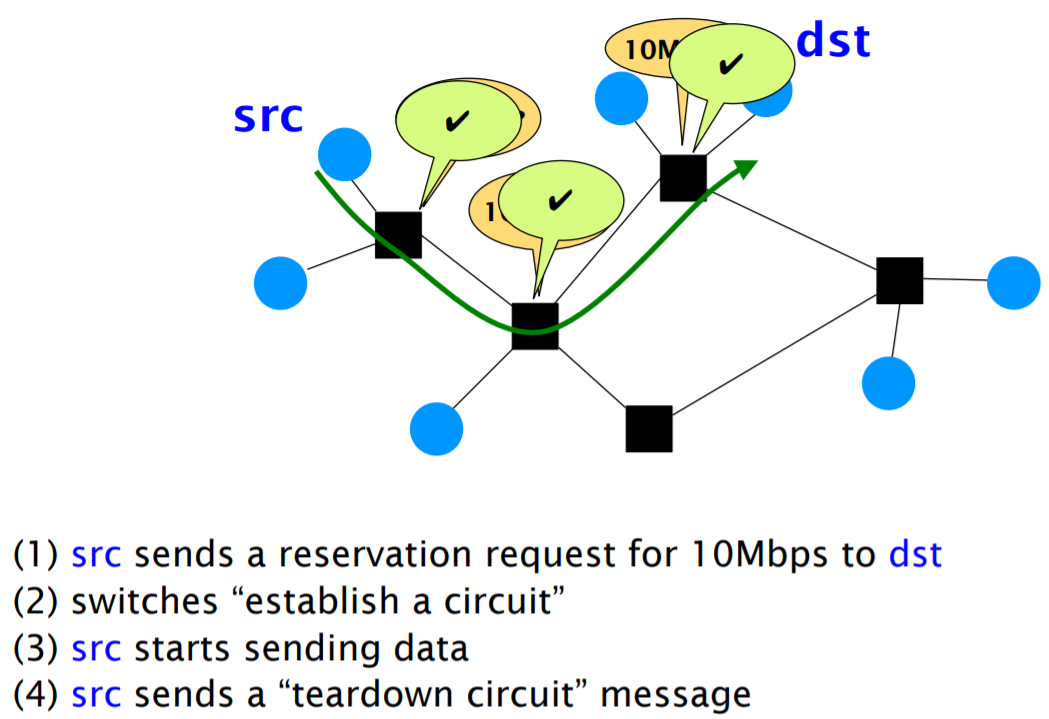 dst
10M
src
✔
✔
✔
(1) src sends a reservation request for 10Mbps to dst
(2) switches “establish a circuit”
(3) src starts sending data
(4) src sends a “teardown circuit” message